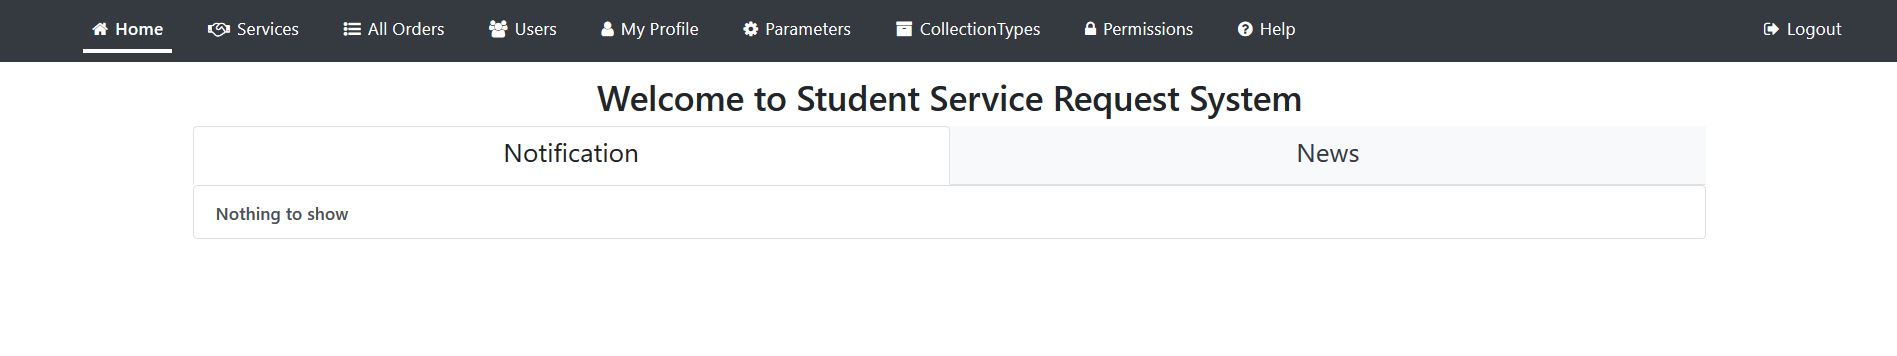 Home Services All Orders Users My Profile Parameters CollectionTypes Permissions Help Logout
Welcome to Student Service Request System
Notification News
Nothing to show